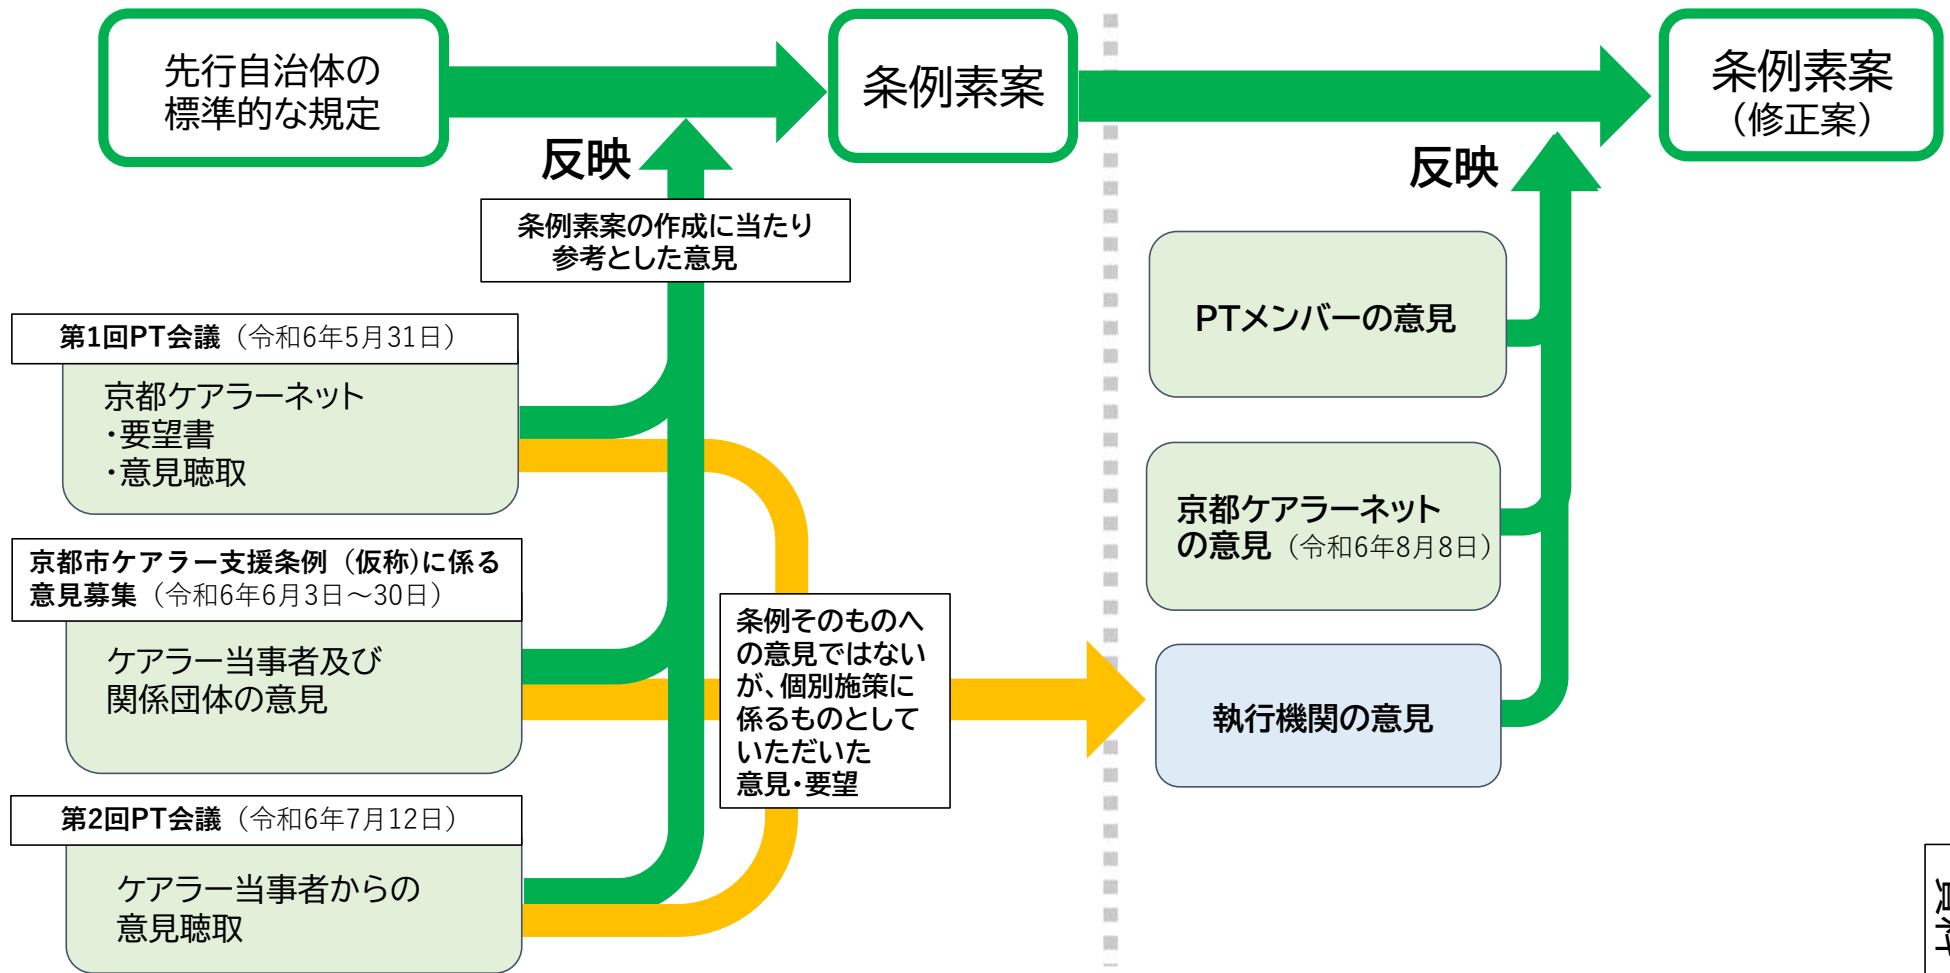 先行自治体の
標準的な規定
条例素案
条例素案
（修正案）
反映
反映
条例素案の作成に当たり
参考とした意見
第1回PT会議（令和6年5月31日）
京都ケアラーネット
・要望書
・意見聴取
京都市ケアラー支援条例（仮称)に係る
意見募集（令和6年6月3日～30日）
ケアラー当事者及び
関係団体の意見
第2回PT会議（令和6年7月12日）
ケアラー当事者からの
意見聴取
条例そのものへ
の意見ではない
が、個別施策に
係るものとして
いただいた
意見・要望
PTメンバーの意見
京都ケアラーネット
の意見（令和6年8月8日）
執行機関の意見